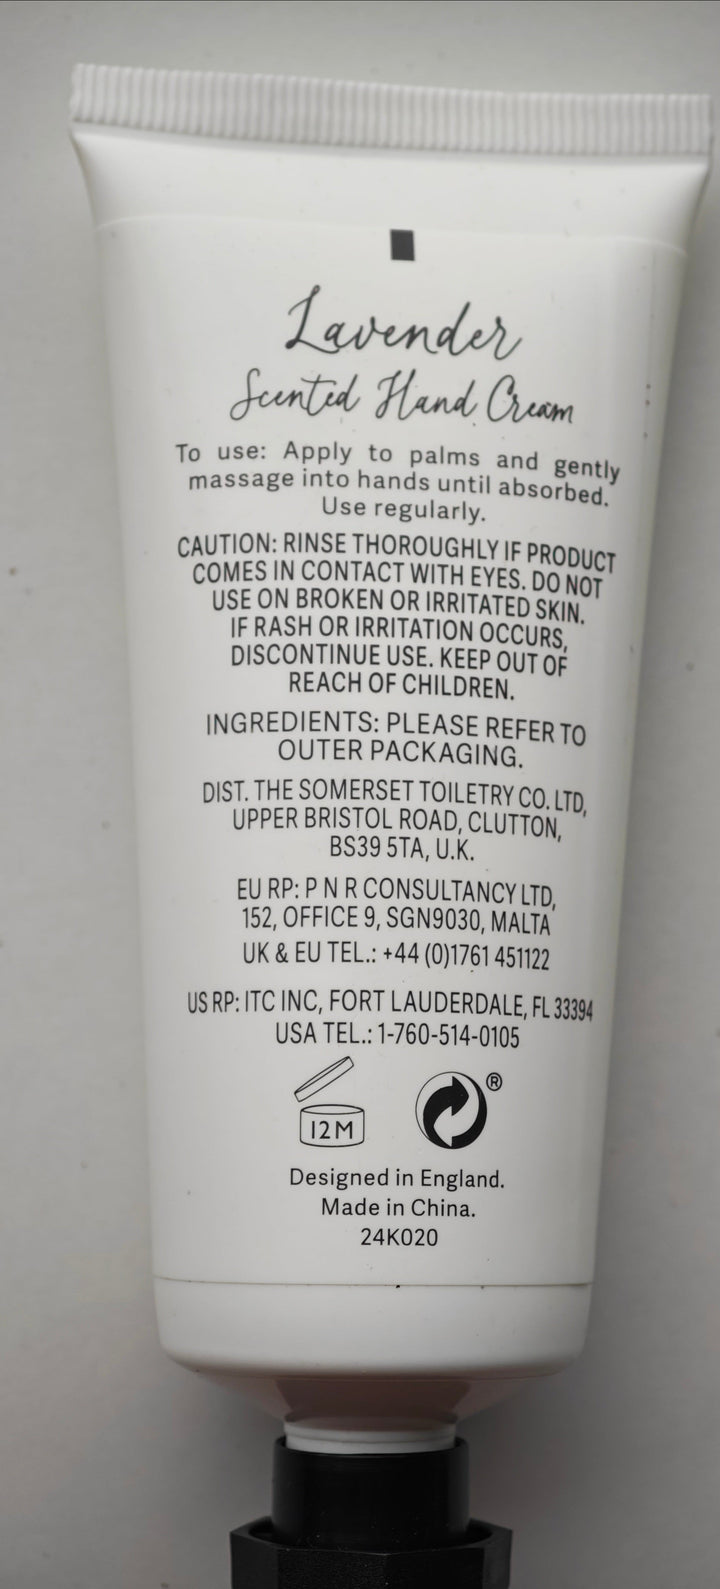 Lavender
Scented Hand Cream
To use: Apply to palms and gently
massage into hands until absorbed.
Use regularly.
CAUTION: RINSE THOROUGHLY IF PRODUCT
COMES IN CONTACT WITH EYES. DO NOT
USE ON BROKEN OR IRRITATED SKIN.
IF RASH OR IRRITATION OCCURS,
DISCONTINUE USE. KEEP OUT OF
REACH OF CHILDREN.
INGREDIENTS: PLEASE REFER TO
OUTER PACKAGING.
DIST. THE SOMERSET TOILETRY CO. LTD,
UPPER BRISTOL ROAD, CLUTTON,
BS39 5TA, U.K.
EU RP: P N R CONSULTANCY LTD,
152, OFFICE 9, SGN9030, MALTA
UK & EU TEL.: +44 (0)1761 451122
US RP: ITC INC, FORT LAUDERDALE, FL 33394
USA TEL.: 1-760-514-0105
12M ®
Designed in England.
Made in China.
24K020